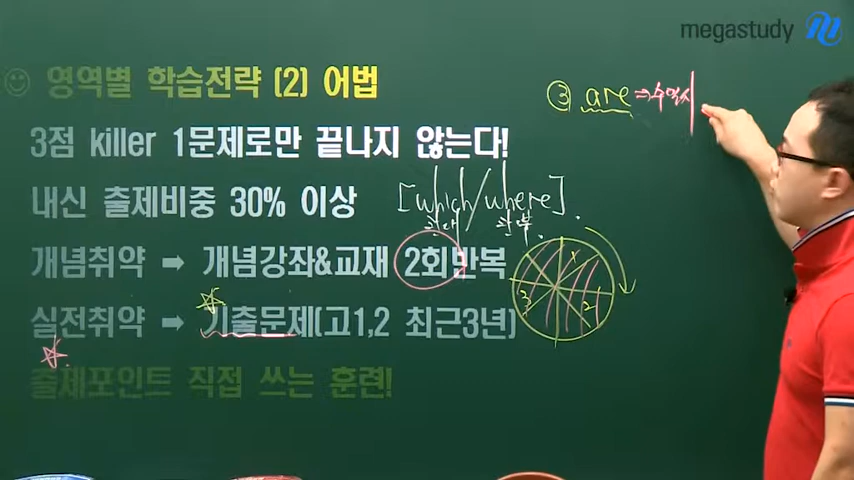 megastudy
영역별 학습전략 (2) 어법
③ are ⇒ 수일시
3점 killer 1문제로만 끝나지 않는다!
내신 출제비중 30% 이상
[which/where].
관대 관부
개념취약 ➡ 개념강좌&교재 2회반복
1
2
3
실전취약 ➡ 기출문제(고1,2 최근3년)
출제포인트 직접 쓰는 훈련!